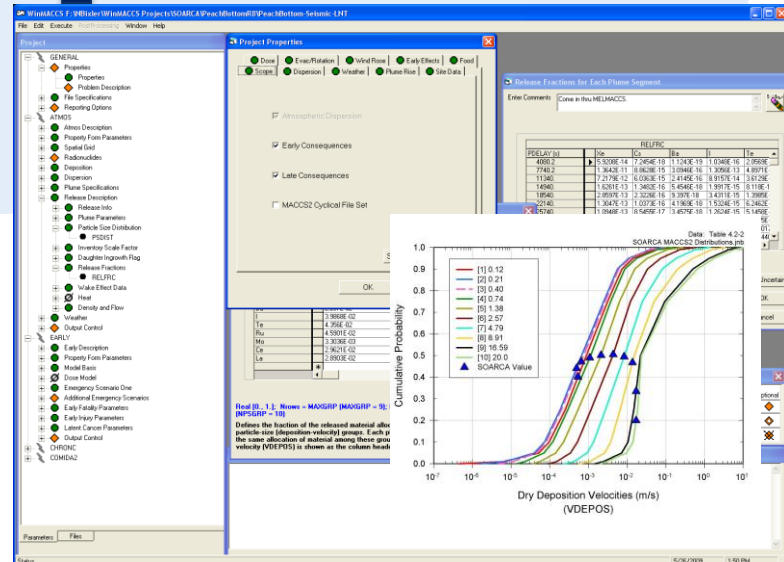 WinMACCS F:\NBixler\WinMACCS Projects\SOARCA\PeachBottomR8\PeachBottom-Seismic-LNT
File Edit Execute PostProcessing Window Help
Project
GENERAL
Properties
Properties
Problem Description
File Specifications
Reporting Options
ATMOS
Atmos Description
Property Form Parameters
Spatial Grid
Radionuclides
Deposition
Dispersion
Plume Specifications
Release Description
Release Info
Plume Parameters
Particle Size Distribution
PSDIST
Inventory Scale Factor
Daughter Ingrowth Flag
Release Fractions
RELFRC
Wake Effect Data
Heat
Density and Flow
Weather
Output Control
EARLY
Early Description
Property Form Parameters
Model Basis
Dose Model
Emergency Scenario One
Additional Emergency Scenarios
Early Fatality Parameters
Early Injury Parameters
Latent Cancer Parameters
Output Control
CHRONC
COMIDA2
Parameters Files
Status
Project Properties
Dose Evac/Rotation Wind Rose Early Effects Food
Scope Dispersion Weather Plume Rise Site Data
Atmospheric Dispersion
Early Consequences
Late Consequences
MACCS2 Cyclical File Set
OK
Release Fractions for Each Plume Segment
Enter Comments Come in thru MELMACCS.
RELFRC
PDELAY (s) Xe Cs Ba I Te
4080.2 5.9208E-14 7.2454E-18 1.1243E-19 1.0348E-16 2.0569E
7740.2 1.3642E-11 8.8628E-15 3.0946E-16 1.3056E-13 4.8971E
11340. 7.2179E-12 6.0363E-15 2.4145E-16 8.9157E-14 3.6129E
14940. 1.6261E-13 1.3482E-16 5.4546E-18 1.9917E-15 8.118E-1
18540. 2.8597E-13 2.3226E-16 9.397E-18 3.4311E-15 1.3985E
22140. 1.3047E-13 1.0373E-16 4.1969E-18 1.5324E-15 6.2462E
25740. 1.0948E-13 8.5455E-17 3.4575E-18 1.2624E-15 5.1458E
I 3.9868E-02
Te 4.356E-02
Ru 4.5901E-02
Mo 3.3036E-03
Ce 2.9621E-02
La 2.8903E-02
Real [0., 1.]; Nrows = MAXGRP (MAXGRP = 9);
(NPSGRP = 10)
Defines the fraction of the released material
particle-size (deposition-velocity) groups. Each
the same allocation of material among these
velocity (VDEPOS) is shown as the column
Data: Table 4.2-2
SOARCA MACCS2 Distributions.jnb
Cumulative Probability
1.0
0.9
0.8
0.7
0.6
0.5
0.4
0.3
0.2
0.1
0.0
[1] 0.12
[2] 0.21
[3] 0.40
[4] 0.74
[5] 1.38
[6] 2.57
[7] 4.79
[8] 8.91
[9] 16.59
[10] 20.0
SOARCA Value
10-7 10-6 10-5 10-4 10-3 10-2 10-1 100 101
Dry Deposition Velocities (m/s)
(VDEPOS)
5/26/2009 1:50 PM